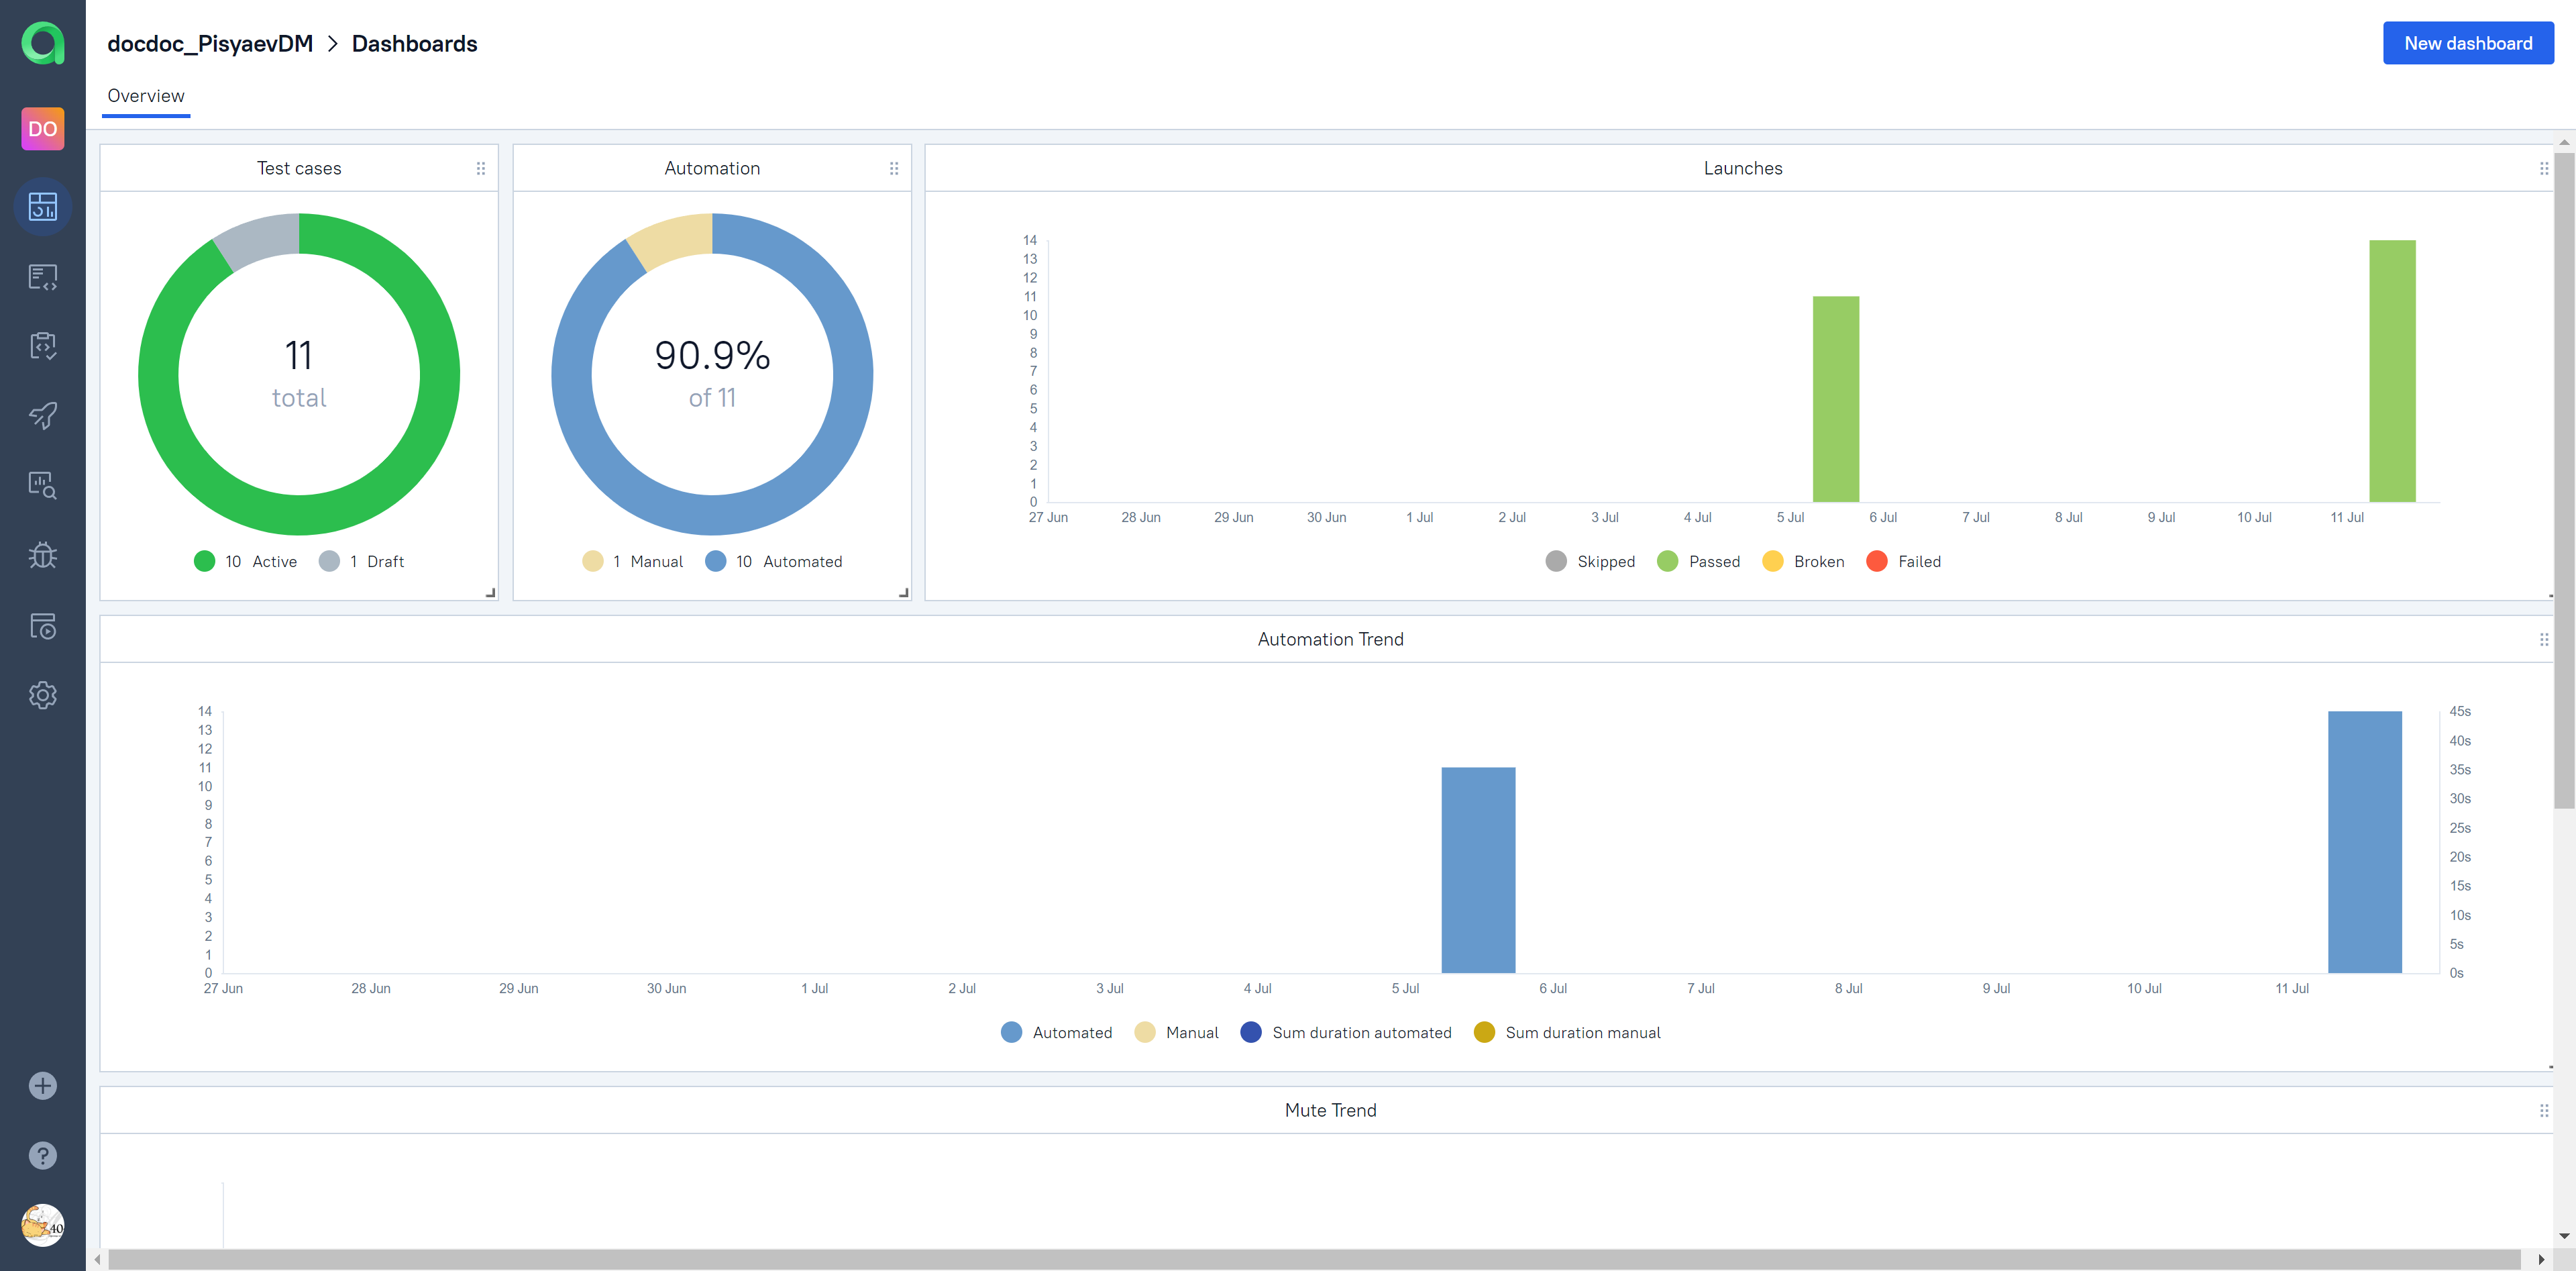 docdoc_PisyaevDM > Dashboards
New dashboard
Overview
DO
Test cases
11
total
10 Active 1 Draft
Automation
90.9%
of 11
1 Manual 10 Automated
Launches
14
13
12
11
10
9
8
7
6
5
4
3
2
1
0
27 Jun 28 Jun 29 Jun 30 Jun 1 Jul 2 Jul 3 Jul 4 Jul 5 Jul 6 Jul 7 Jul 8 Jul 9 Jul 10 Jul 11 Jul
Skipped Passed Broken Failed
Automation Trend
14
13
12
11
10
9
8
7
6
5
4
3
2
1
0
45s
40s
35s
30s
25s
20s
15s
10s
5s
0s
27 Jun 28 Jun 29 Jun 30 Jun 1 Jul 2 Jul 3 Jul 4 Jul 5 Jul 6 Jul 7 Jul 8 Jul 9 Jul 10 Jul 11 Jul
Automated Manual Sum duration automated Sum duration manual
Mute Trend
40